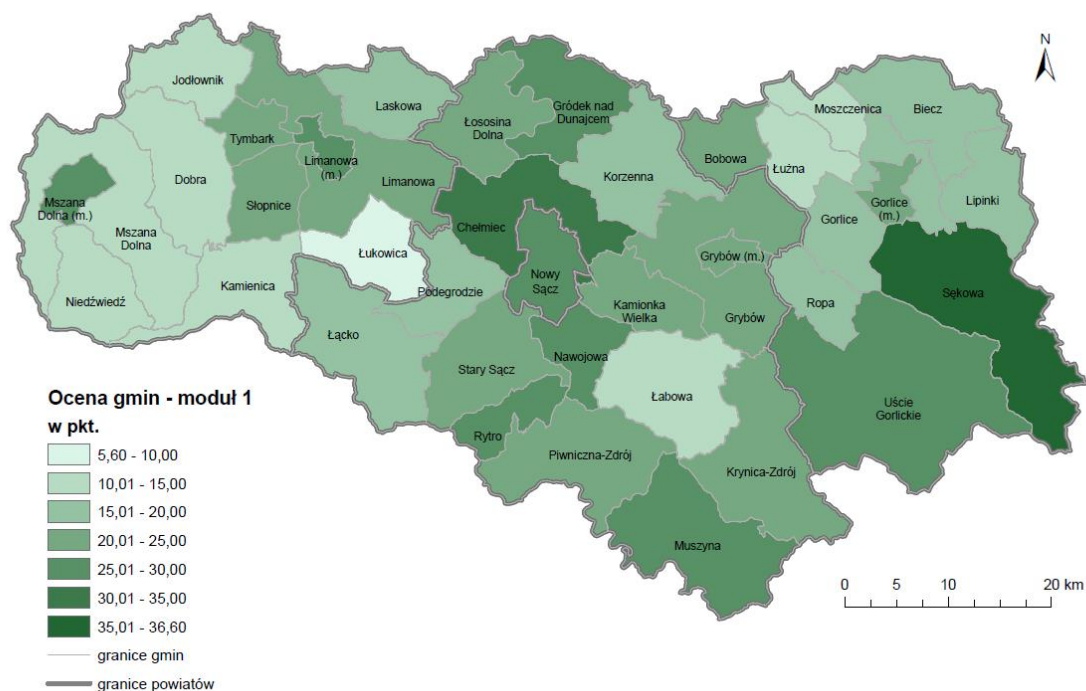 N
Jodłownik
Laskowa
Gródek nad
Dunajcem
Łososina
Dolna
Moszczenica
Biecz
Tymbark
Limanowa
(m.)
Limanowa
Bobowa
Łużna
Korzenna
Dobra
Mszana
Dolna (m.)
Słopnice
Gorlice
(m.)
Lipinki
Gorlice
Mszana
Dolna
Chełmiec
Łukowica
Nowy
Sącz
Grybów (m.)
Niedźwiedź
Kamienica
Podegrodzie
Sękowa
Kamionka
Wielka
Ropa
Grybów
Łącko
Nawojowa
Stary Sącz
Łabowa
Uście
Gorlickie
Rytro
Piwniczna-Zdrój
Krynica-Zdrój
Muszyna
Ocena gmin - moduł 1
w pkt.
5,60 - 10,00
10,01 - 15,00
15,01 - 20,00
20,01 - 25,00
25,01 - 30,00
30,01 - 35,00
35,01 - 36,60
granice gmin
granice powiatów
0 5 10 20 km